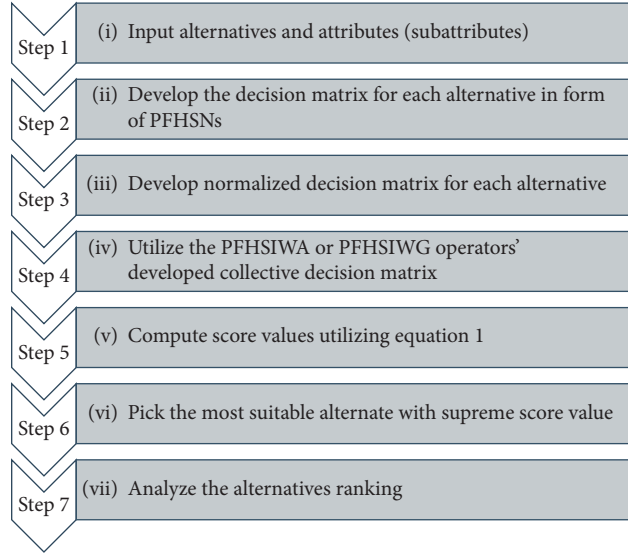 Step 1
(i) Input alternatives and attributes (subattributes)
Step 2
(ii) Develop the decision matrix for each alternative in form
of PFHSNs
Step 3
(iii) Develop normalized decision matrix for each alternative
Step 4
(iv) Utilize the PFHSIWA or PFHSIWG operators’
developed collective decision matrix
Step 5
(v) Compute score values utilizing equation 1
Step 6
(vi) Pick the most suitable alternate with supreme score value
Step 7
(vii) Analyze the alternatives ranking